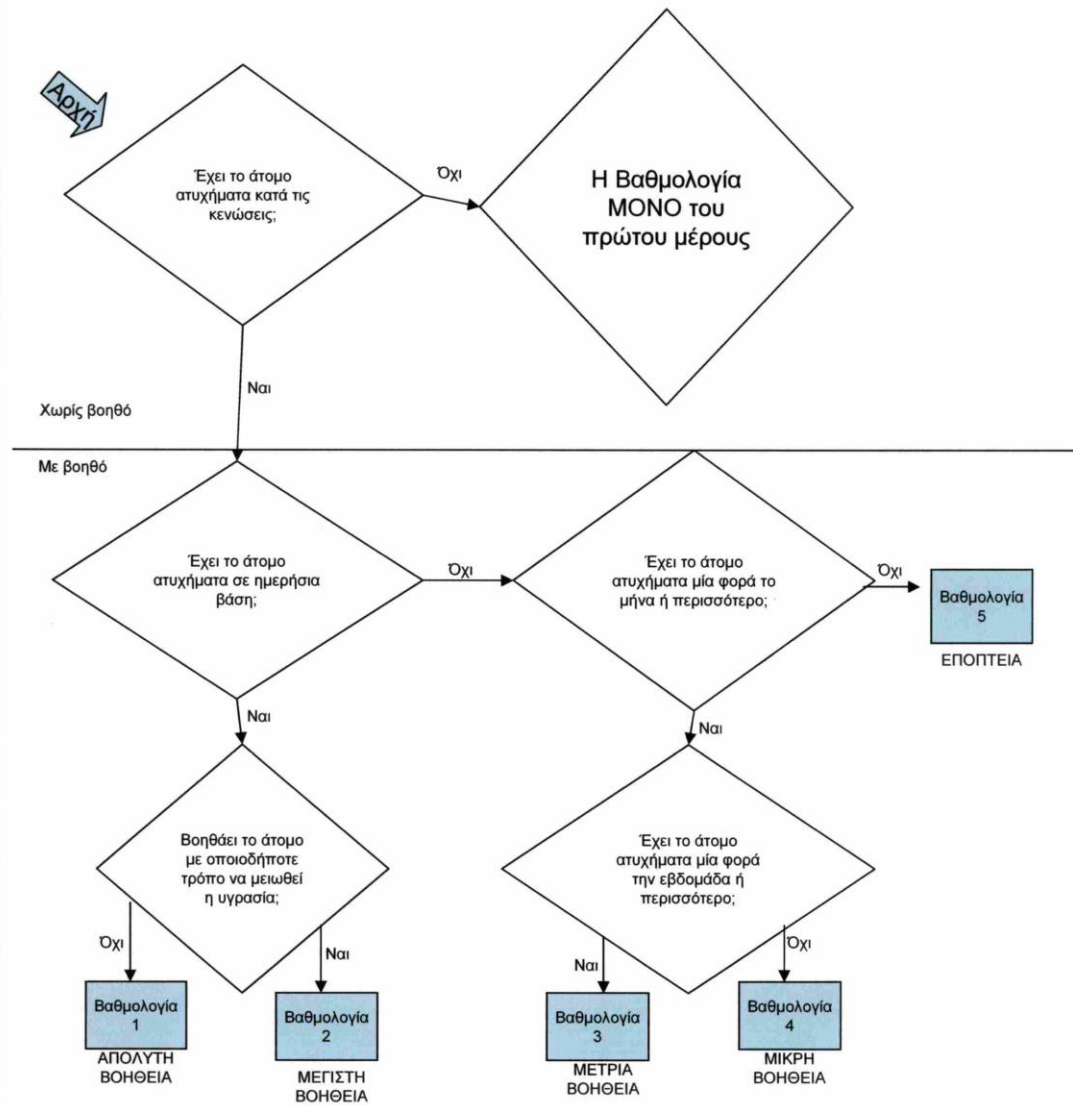 Αρχή
Έχει το άτομο
ατυχήματα κατά τις
κενώσεις;
Όχι
Η Βαθμολογία
ΜΟΝΟ του
πρώτου μέρους
Ναι
Χωρίς βοηθό
Με βοηθό
Έχει το άτομο
ατυχήματα σε ημερήσια
βάση;
Όχι
Έχει το άτομο
ατυχήματα μία φορά το
μήνα ή περισσότερο;
Όχι
Βαθμολογία
5
ΕΠΟΠΤΕΙΑ
Ναι
Ναι
Βοηθάει το άτομο
με οποιοδήποτε
τρόπο να μειωθεί
η υγρασία;
Έχει το άτομο
ατυχήματα μία φορά
την εβδομάδα ή
περισσότερο;
Όχι
Ναι
Ναι
Όχι
Βαθμολογία
1
ΑΠΟΛΥΤΗ
ΒΟΗΘΕΙΑ
Βαθμολογία
2
ΜΕΓΙΣΤΗ
ΒΟΗΘΕΙΑ
Βαθμολογία
3
ΜΕΤΡΙΑ
ΒΟΗΘΕΙΑ
Βαθμολογία
4
ΜΙΚΡΗ
ΒΟΗΘΕΙΑ